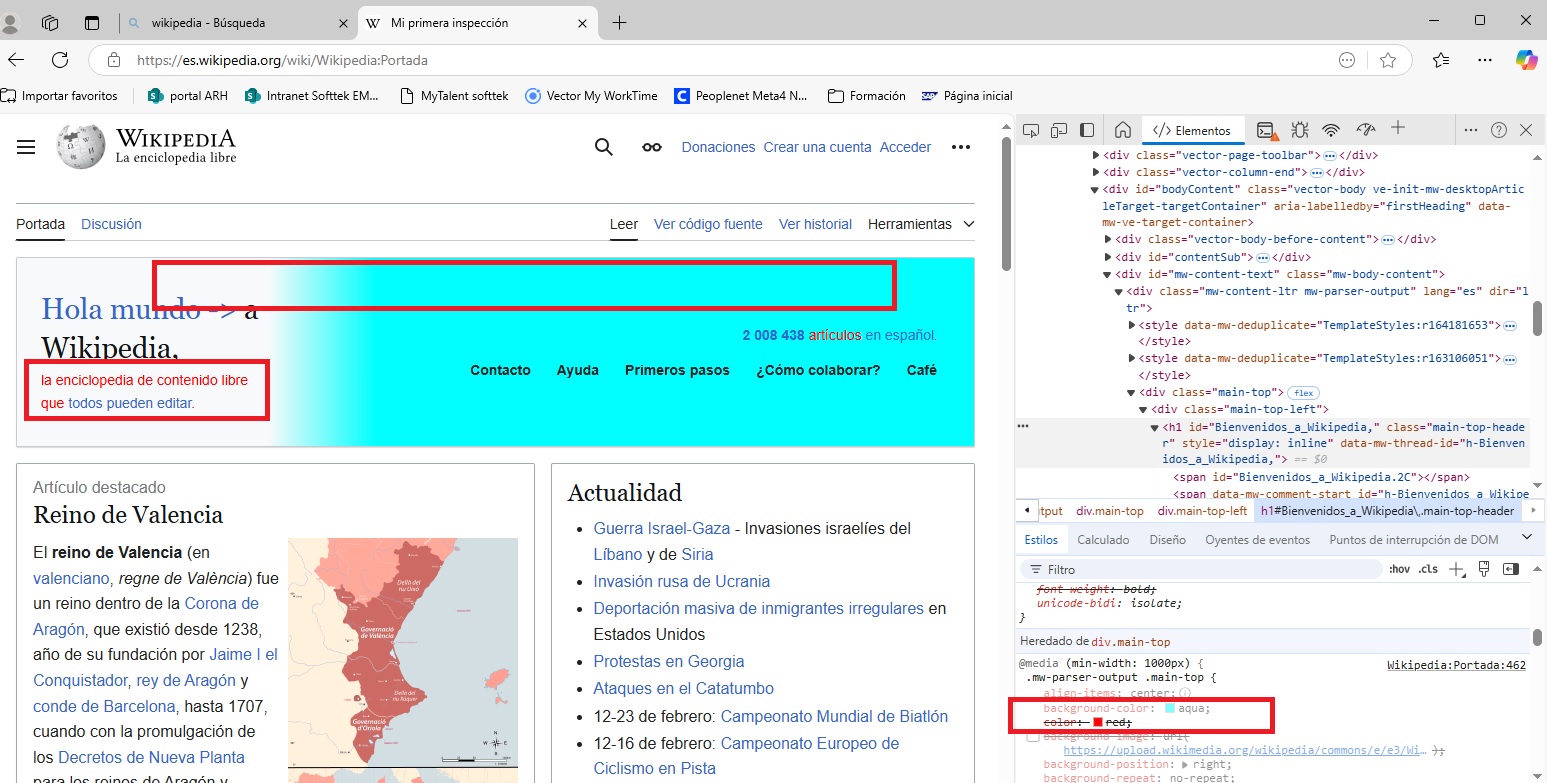 wikipedia - Búsqueda
Mi primera inspección
https://es.wikipedia.org/wiki/Wikipedia:Portada
Importar favoritos
portal ARH
Intranet Softtek EM...
MyTalent softtek
Vector My WorkTime
Peoplenet Meta4 N...
Formación
Página inicial
WIKIPEDIA
La enciclopedia libre
Donaciones Crear una cuenta Acceder
Portada Discusión
Leer Ver código fuente Ver historial Herramientas
Hola mundo -> a
Wikipedia,
la enciclopedia de contenido libre
que todos pueden editar.
2 008 438 artículos en español.
Contacto Ayuda Primeros pasos ¿Cómo colaborar? Café
Artículo destacado
Reino de Valencia
El reino de Valencia (en
valenciano, regne de València) fue
un reino dentro de la Corona de
Aragón, que existió desde 1238,
año de su fundación por Jaime I el
Conquistador, rey de Aragón y
conde de Barcelona, hasta 1707,
cuando con la promulgación de
los Decretos de Nueva Planta
para los reinos de Aragón y
Governació
de València
Governació
d'Oriola
Actualidad
Guerra Israel-Gaza - Invasiones israelíes del
Líbano y de Siria
Invasión rusa de Ucrania
Deportación masiva de inmigrantes irregulares en
Estados Unidos
Protestas en Georgia
Ataques en el Catatumbo
12-23 de febrero: Campeonato Mundial de Biatlón
12-16 de febrero: Campeonato Europeo de
Ciclismo en Pista
Elementos
<div class="vector-page-toolbar"> </div>
<div class="vector-column-end"> </div>
<div id="bodyContent" class="vector-body ve-init-mw-desktopArtic
leTarget-targetContainer" aria-labelledby="firstHeading" data-
mw-ve-target-container>
<div class="vector-body-before-content"> </div>
<div id="contentSub"> </div>
<div id="mw-content-text" class="mw-body-content">
<div class="mw-content-ltr mw-parser-output" lang="es" dir="l
tr">
<style data-mw-deduplicate="TemplateStyles:r164181653">
</style>
<style data-mw-deduplicate="TemplateStyles:r163106051">
</style>
<div class="main-top"> flex
<div class="main-top-left">
<h1 id="Bienvenidos_a_Wikipedia," class="main-top-heade
r" style="display: inline" data-mw-thread-id="h-Bienven
idos_a_Wikipedia,"> == $0
<span id="Bienvenidos_a_Wikipedia.2C"></span>
<span data-mw-comment-start id="h-Bienvenidos_a_Wikipe
utput div.main-top div.main-top-left h1#Bienvenidos_a_Wikipedia\,.main-top-header
Estilos Calculado Diseño Oyentes de eventos Puntos de interrupción de DOM
Filtro
:hov .cls
font-weight: bold;
unicode-bidi: isolate;
}
Heredado de div.main-top
@media (min-width: 1000px) { Wikipedia:Portada:462
.mw-parser-output .main-top {
align-items: center;
background-color: aqua;
color: red;
background-image: url(
https://upload.wikimedia.org/wikipedia/commons/e/e3/Wi… );
background-position: right;
background-repeat: no-repeat;